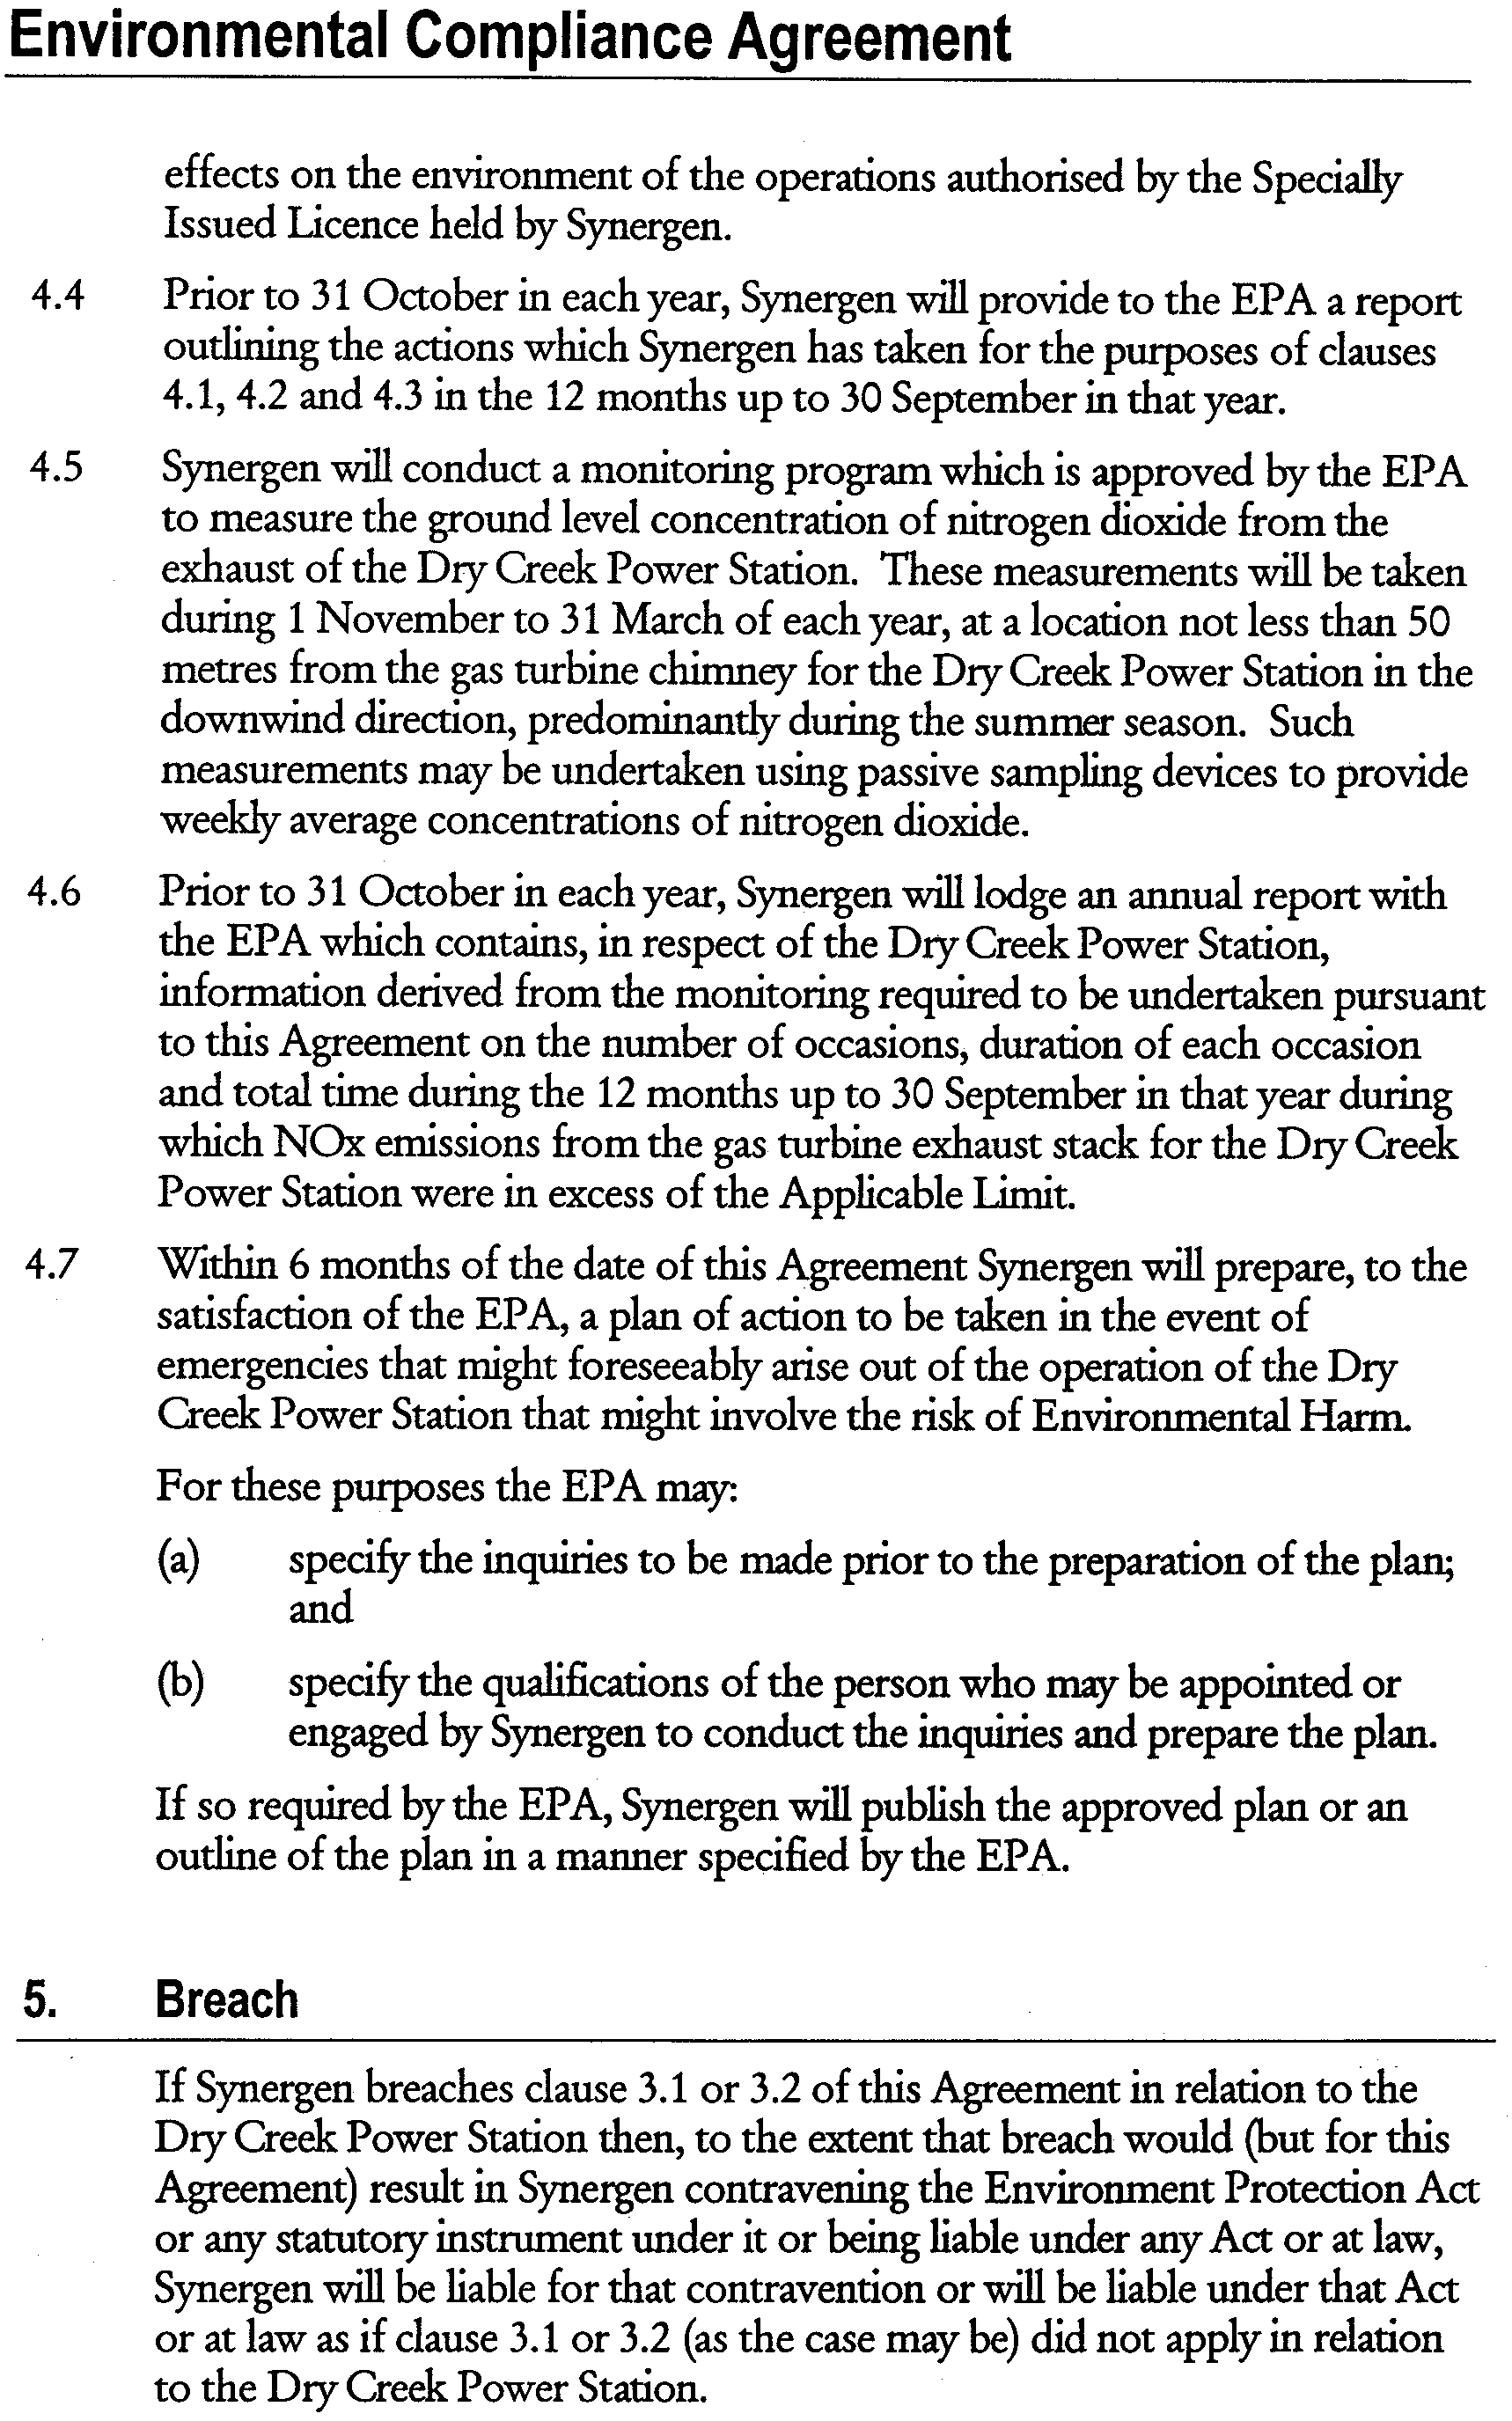 Environmental Compliance Agreement
effects on the environment of the operations authorised by the Specially
Issued Licence held by Synergen.
4.4 Prior to 31 October in each year, Synergen will provide to the EPA a report
outlining the actions which Synergen has taken for the purposes of clauses
4.1, 4.2 and 4.3 in the 12 months up to 30 September in that year.
4.5 Synergen will conduct a monitoring program which is approved by the EPA
to measure the ground level concentration of nitrogen dioxide from the
exhaust of the Dry Creek Power Station. These measurements will be taken
during 1 November to 31 March of each year, at a location not less than 50
metres from the gas turbine chimney for the Dry Creek Power Station in the
downwind direction, predominantly during the summer season. Such
measurements may be undertaken using passive sampling devices to provide
weekly average concentrations of nitrogen dioxide.
4.6 Prior to 31 October in each year, Synergen will lodge an annual report with
the EPA which contains, in respect of the Dry Creek Power Station,
information derived from the monitoring required to be undertaken pursuant
to this Agreement on the number of occasions, duration of each occasion
and total time during the 12 months up to 30 September in that year during
which NOx emissions from the gas turbine exhaust stack for the Dry Creek
Power Station were in excess of the Applicable Limit.
4.7 Within 6 months of the date of this Agreement Synergen will prepare, to the
satisfaction of the EPA, a plan of action to be taken in the event of
emergencies that might foreseeably arise out of the operation of the Dry
Creek Power Station that might involve the risk of Environmental Harm.
For these purposes the EPA may:
(a) specify the inquiries to be made prior to the preparation of the plan;
and
(b) specify the qualifications of the person who may be appointed or
engaged by Synergen to conduct the inquiries and prepare the plan.
If so required by the EPA, Synergen will publish the approved plan or an
outline of the plan in a manner specified by the EPA.
5. Breach
If Synergen breaches clause 3.1 or 3.2 of this Agreement in relation to the
Dry Creek Power Station then, to the extent that breach would (but for this
Agreement) result in Synergen contravening the Environment Protection Act
or any statutory instrument under it or being liable under any Act or at law,
Synergen will be liable for that contravention or will be liable under that Act
or at law as if clause 3.1 or 3.2 (as the case may be) did not apply in relation
to the Dry Creek Power Station.